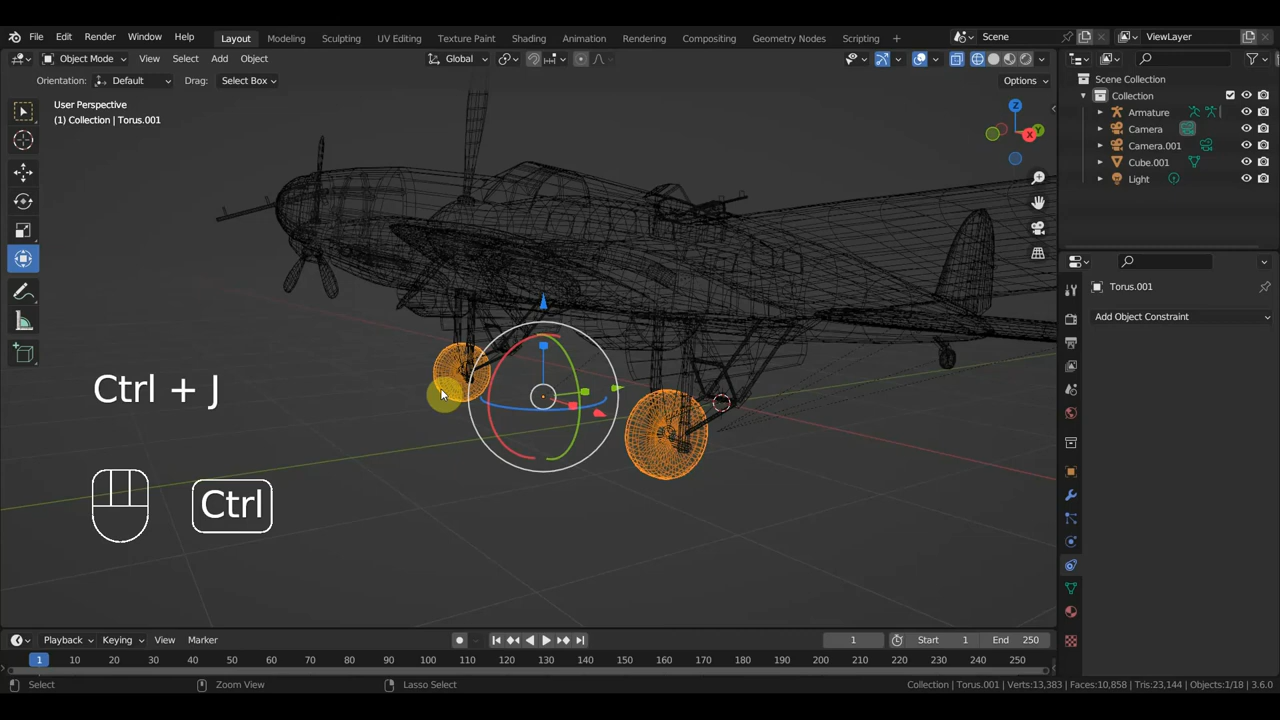 File Edit Render Window Help Layout Modeling Sculpting UV Editing Texture Paint Shading Animation Rendering Compositing Geometry Nodes Scripting + Scene ViewLayer
Object Mode View Select Add Object Global Options
Orientation: Default Drag: Select Box
User Perspective
(1) Collection | Torus.001
Scene Collection
Collection
Armature
Camera
Camera.001
Cube.001
Light
Z
Y
X
Torus.001
Add Object Constraint
Ctrl + J
Ctrl
Playback Keying View Marker 1 Start 1 End 250
1 10 20 30 40 50 60 70 80 90 100 110 120 130 140 150 160 170 180 190 200 210 220 230 240 250
Select Zoom View Lasso Select Collection | Torus.001 | Verts:13,383 | Faces:10,858 | Tris:23,144 | Objects:1/18 | 3.6.0